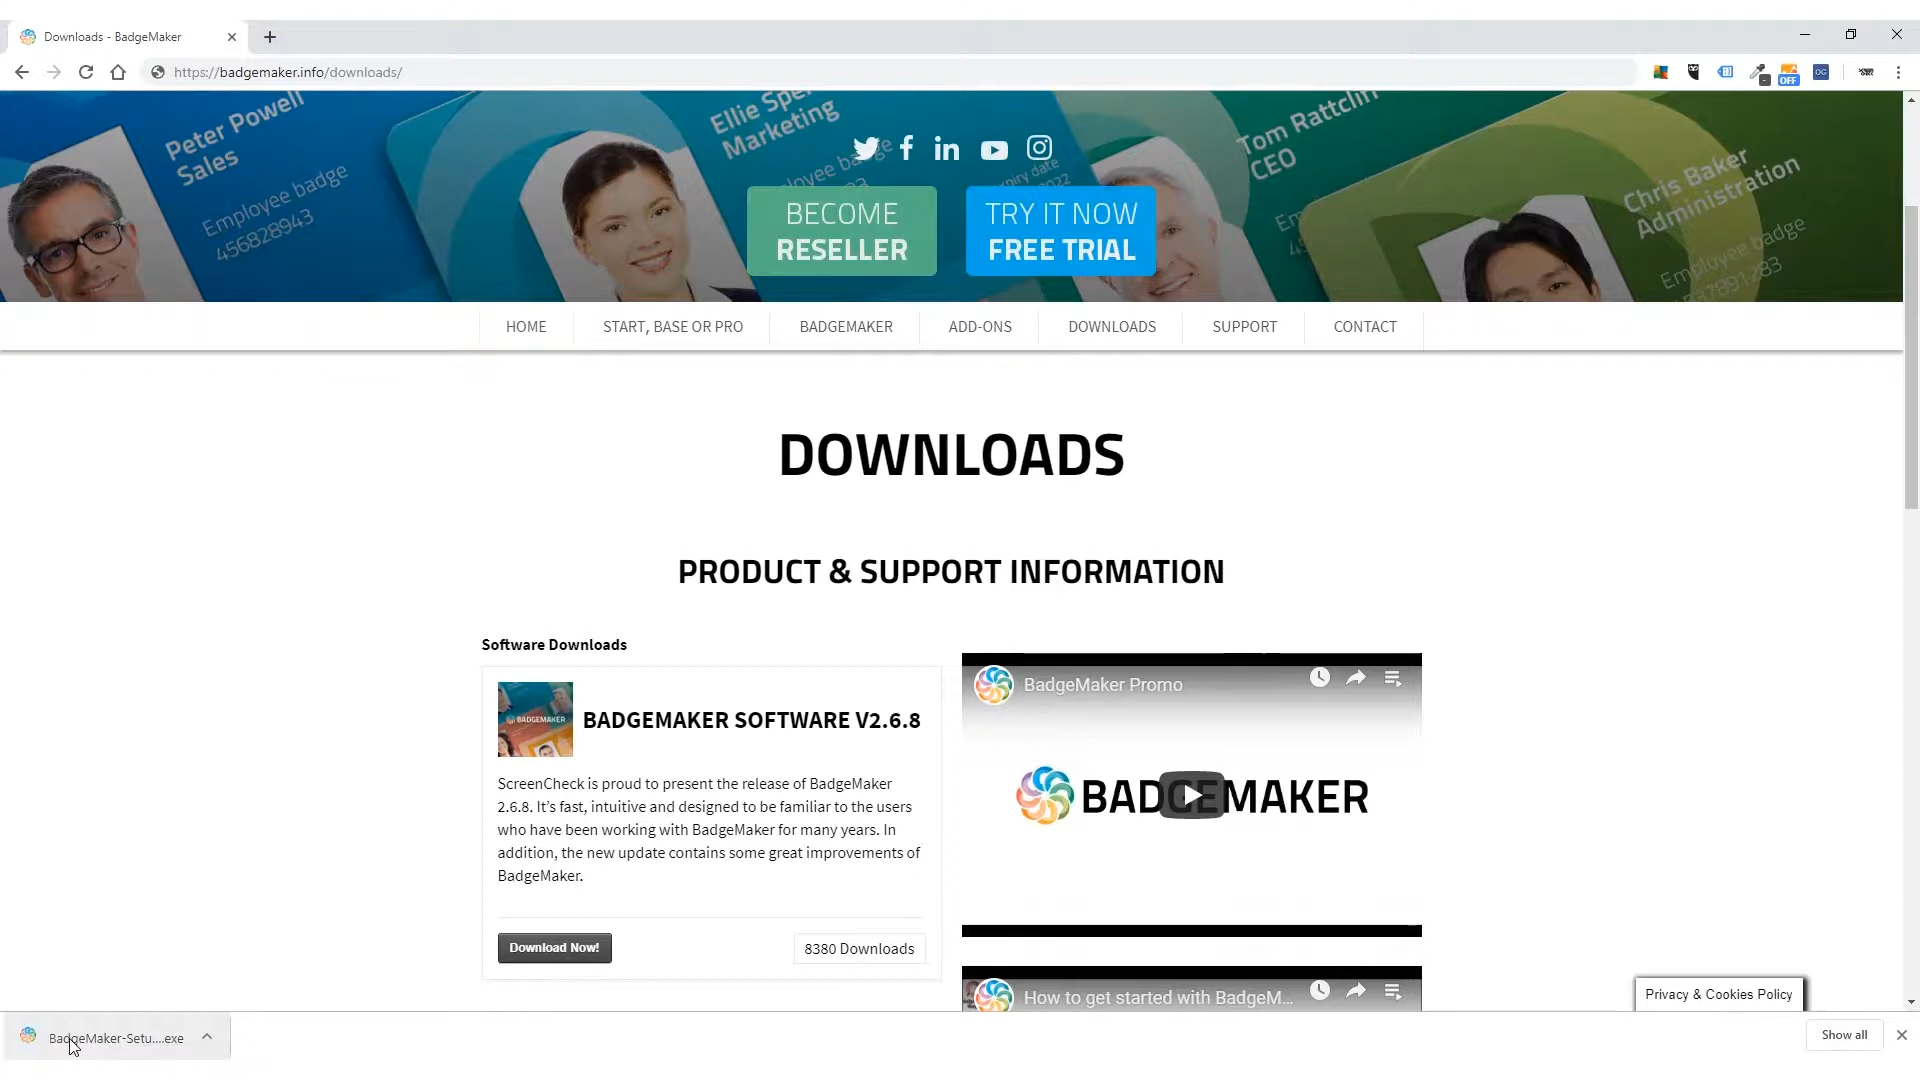 Downloads - BadgeMaker
https://badgemaker.info/downloads/
OFF
OG
Peter Powell
Sales
Employee badge
456828943
Marketing
Tom Rattclin
CEO
Chris Baker
Administration
Employee badge
BECOME
RESELLER
TRY IT NOW
FREE TRIAL
HOME
START, BASE OR PRO
BADGEMAKER
ADD-ONS
DOWNLOADS
SUPPORT
CONTACT
DOWNLOADS
PRODUCT & SUPPORT INFORMATION
Software Downloads
BADGEMAKER
BADGEMAKER SOFTWARE V2.6.8
ScreenCheck is proud to present the release of BadgeMaker
2.6.8. It’s fast, intuitive and designed to be familiar to the users
who have been working with BadgeMaker for many years. In
addition, the new update contains some great improvements of
BadgeMaker.
Download Now!
8380 Downloads
BadgeMaker Promo
BADGEMAKER
How to get started with BadgeM...
Privacy & Cookies Policy
BadgeMaker-Setu....exe
Show all